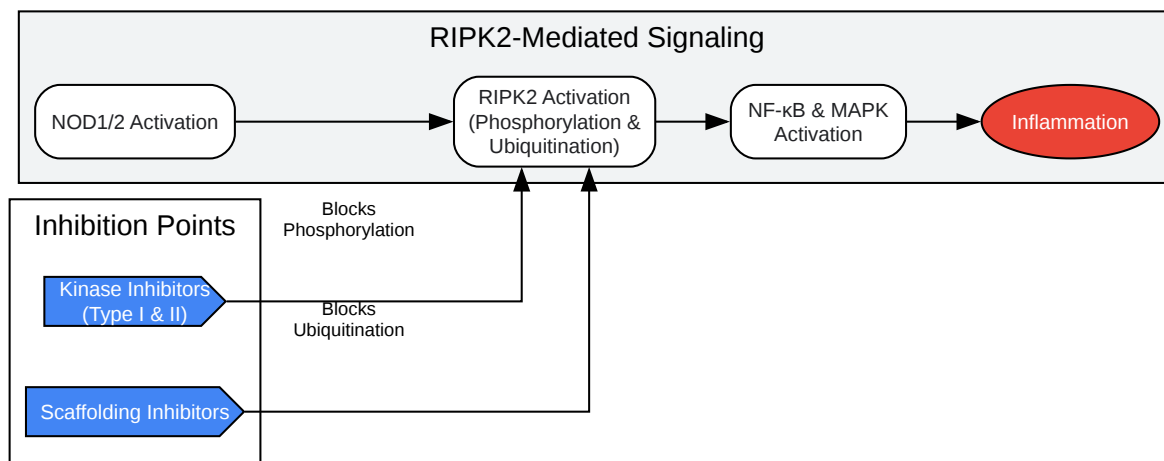 RIPK2-Mediated Signaling
NOD1/2 Activation
RIPK2 Activation
(Phosphorylation &
Ubiquitination)
NF-κB & MAPK
Activation
Inflammation
Inhibition Points
Blocks
Phosphorylation
Kinase Inhibitors
(Type I & II)
Blocks
Ubiquitination
Scaffolding Inhibitors